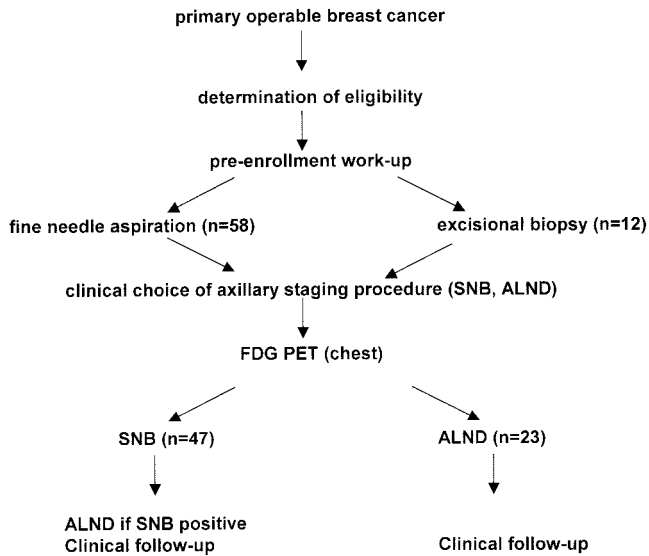 primary operable breast cancer
determination of eligibility
pre-enrollment work-up
fine needle aspiration (n=58)
excisional biopsy (n=12)
clinical choice of axillary staging procedure (SNB, ALND)
FDG PET (chest)
SNB (n=47)
ALND (n=23)
ALND if SNB positive
Clinical follow-up
Clinical follow-up